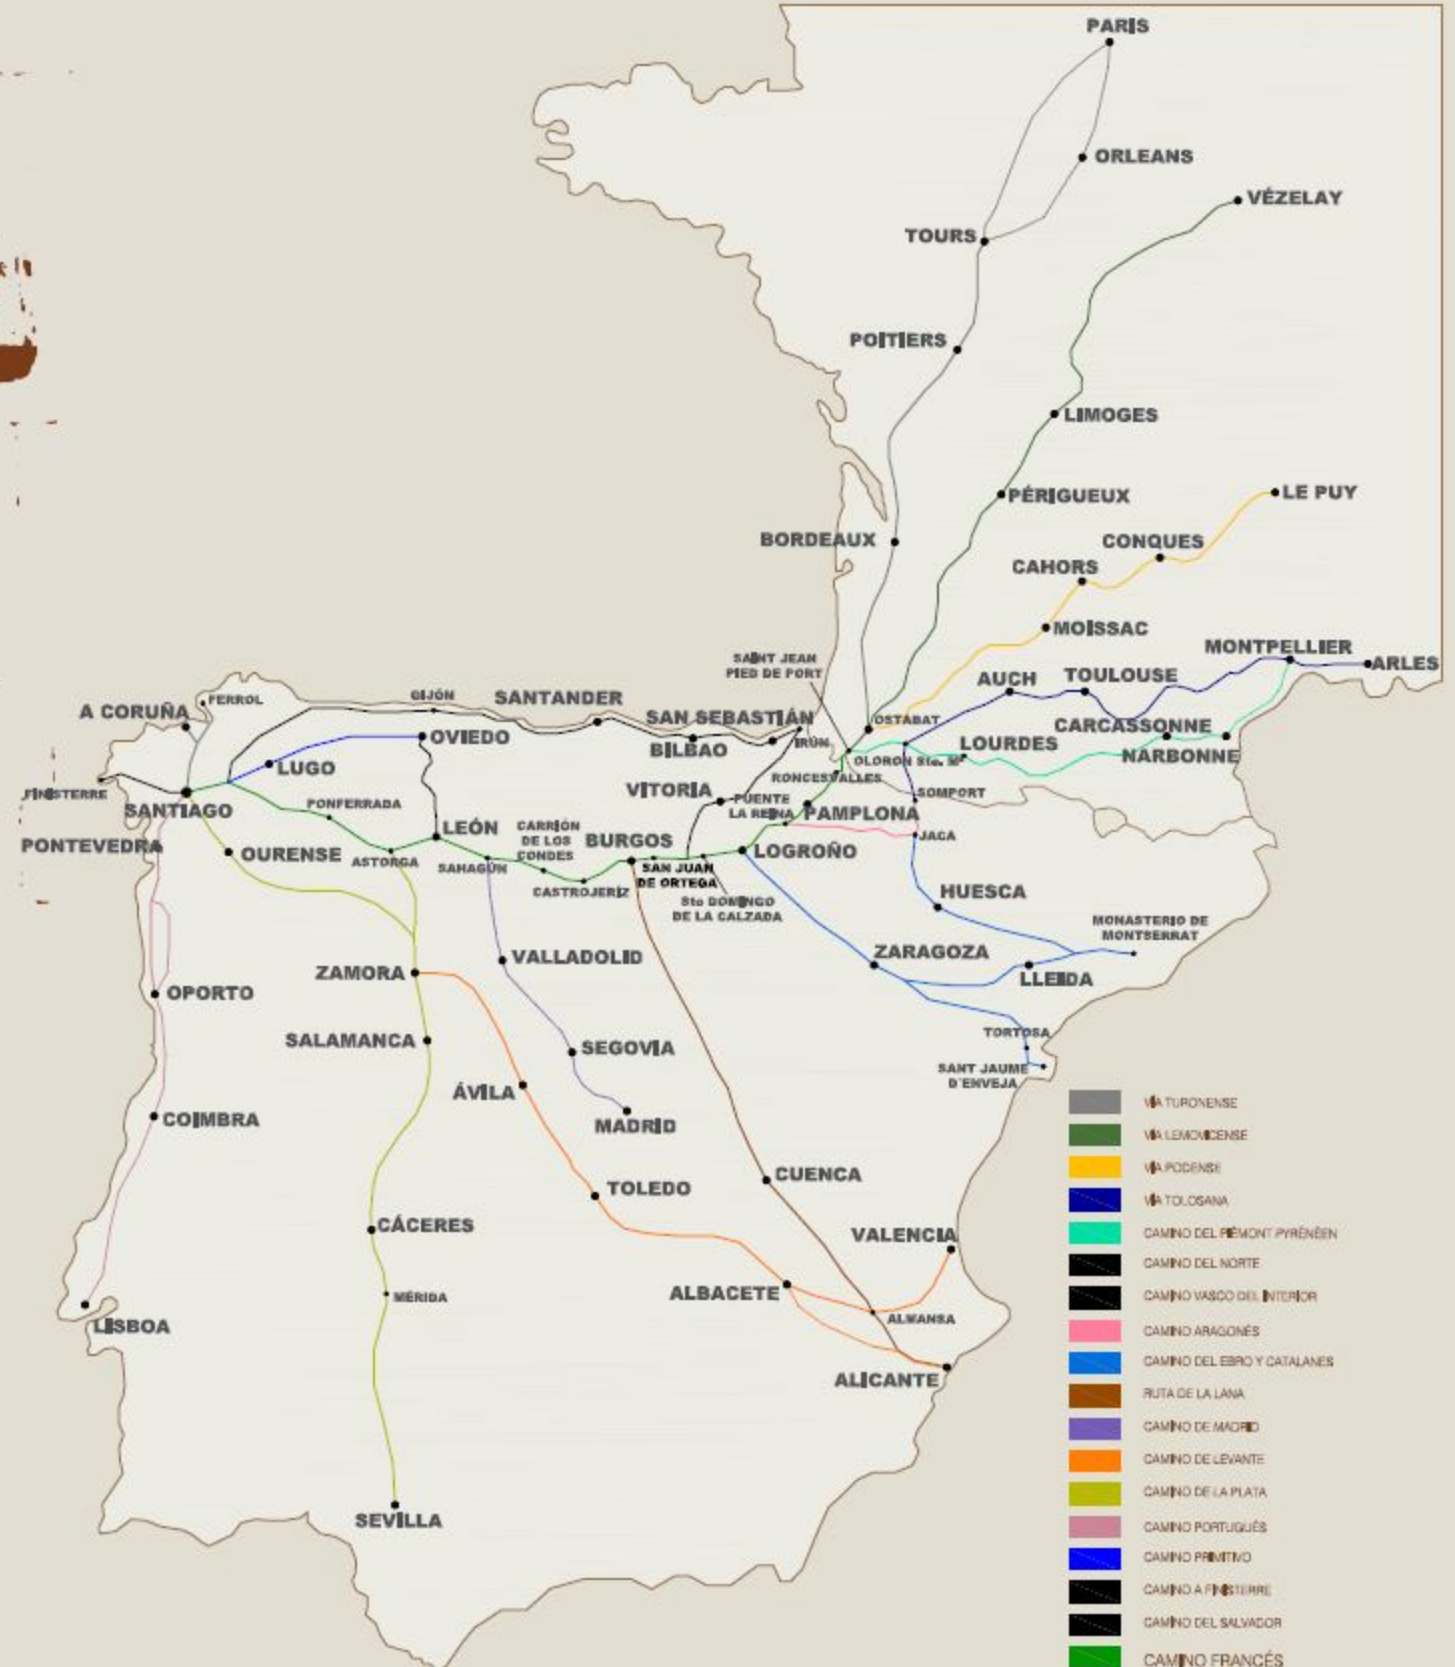 PARIS
ORLEANS
VÉZELAY
TOURS
POITIERS
LIMOGES
PÉRIGUEUX
LE PUY
CONQUES
BORDEAUX
CAHORS
MOISSAC
MONTPELLIER
ARLES
SAINT JEAN
PIED DE PORT
AUCH
TOULOUSE
GIJÓN
SANTANDER
FERROL
A CORUÑA
SAN SEBASTIÁN
OSTABAT
CARCASSONNE
OVIEDO
BILBAO
IRÚN
LOURDES
NARBONNE
OLORON Ste. Mª
LUGO
RONCESVALLES
FINISTERRE
VITORIA
SOMPORT
PUENTE
LA REINA
SANTIAGO
PONFERRADA
PAMPLONA
LEÓN
CARRIÓN
DE LOS
CONDES
BURGOS
JACA
PONTEVEDRA
OURENSE
ASTORGA
SAHAGÚN
LOGROÑO
SAN JUAN
DE ORTEGA
CASTROJERIZ
Sto DOMINGO
DE LA CALZADA
HUESCA
MONASTERIO DE
MONTSERRAT
ZARAGOZA
VALLADOLID
ZAMORA
LLEIDA
OPORTO
TORTOSA
SALAMANCA
SEGOVIA
SANT JAUME
D'ENVEJA
ÁVILA
COIMBRA
MADRID
CUENCA
TOLEDO
CÁCERES
VALENCIA
MÉRIDA
ALBACETE
ALMANSA
LISBOA
ALICANTE
SEVILLA
VÍA TURONENSE
VÍA LEMOVICENSE
VÍA PODENSE
VÍA TOLOSANA
CAMINO DEL PIÉMONT PYRÉNÉEN
CAMINO DEL NORTE
CAMINO VASCO DEL INTERIOR
CAMINO ARAGONÉS
CAMINO DEL EBRO Y CATALANES
RUTA DE LA LANA
CAMINO DE MADRID
CAMINO DE LEVANTE
CAMINO DE LA PLATA
CAMINO PORTUGUÉS
CAMINO PRIMITIVO
CAMINO A FINISTERRE
CAMINO DEL SALVADOR
CAMINO FRANCÉS